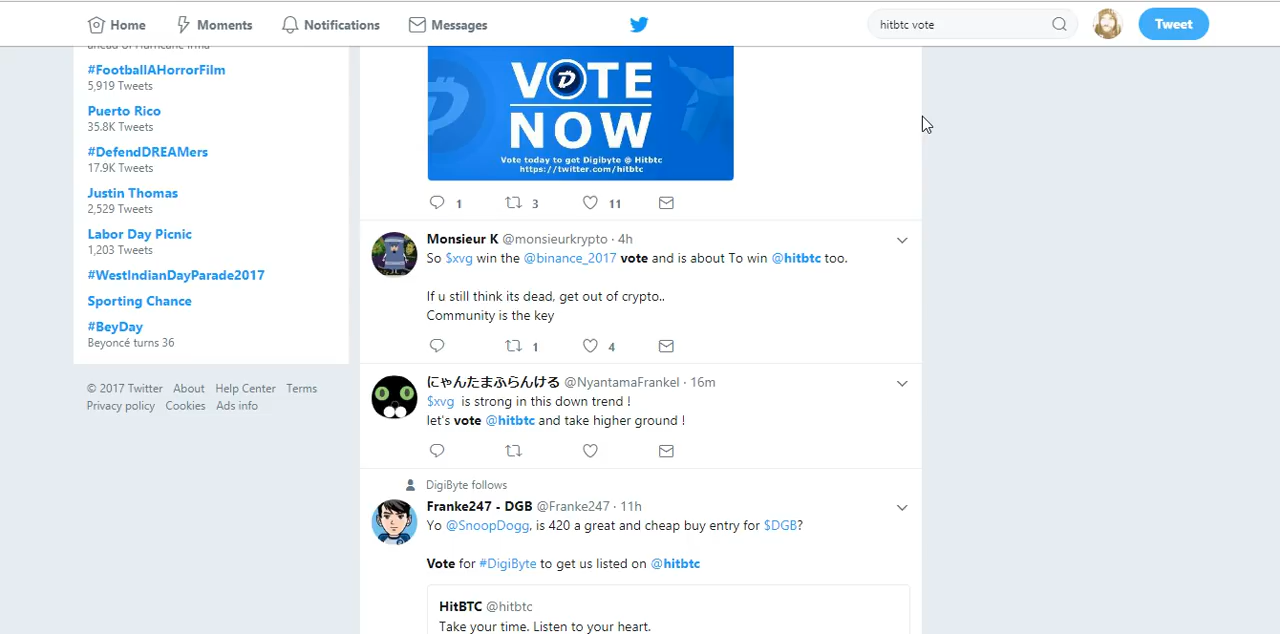 Home
Moments
Notifications
Messages
hitbtc vote
Tweet
ahead of Hurricane Irma
#FootballAHorrorFilm
5,919 Tweets
Puerto Rico
35.8K Tweets
#DefendDREAMers
17.9K Tweets
Justin Thomas
2,529 Tweets
Labor Day Picnic
1,203 Tweets
#WestIndianDayParade2017
Sporting Chance
#BeyDay
Beyoncé turns 36
© 2017 Twitter About Help Center Terms
Privacy policy Cookies Ads info
VOTE
NOW
Vote today to get Digibyte @ Hitbtc
https://twitter.com/hitbtc
1 3 11
Monsieur K @monsieurkrypto · 4h
So $xvg win the @binance_2017 vote and is about To win @hitbtc too.
If u still think its dead, get out of crypto..
Community is the key
1 4
にゃんたまふらんける @NyantamaFrankel · 16m
$xvg is strong in this down trend !
let's vote @hitbtc and take higher ground !
DigiByte follows
Franke247 - DGB @Franke247 · 11h
Yo @SnoopDogg, is 420 a great and cheap buy entry for $DGB?
Vote for #DigiByte to get us listed on @hitbtc
HitBTC @hitbtc
Take your time. Listen to your heart.